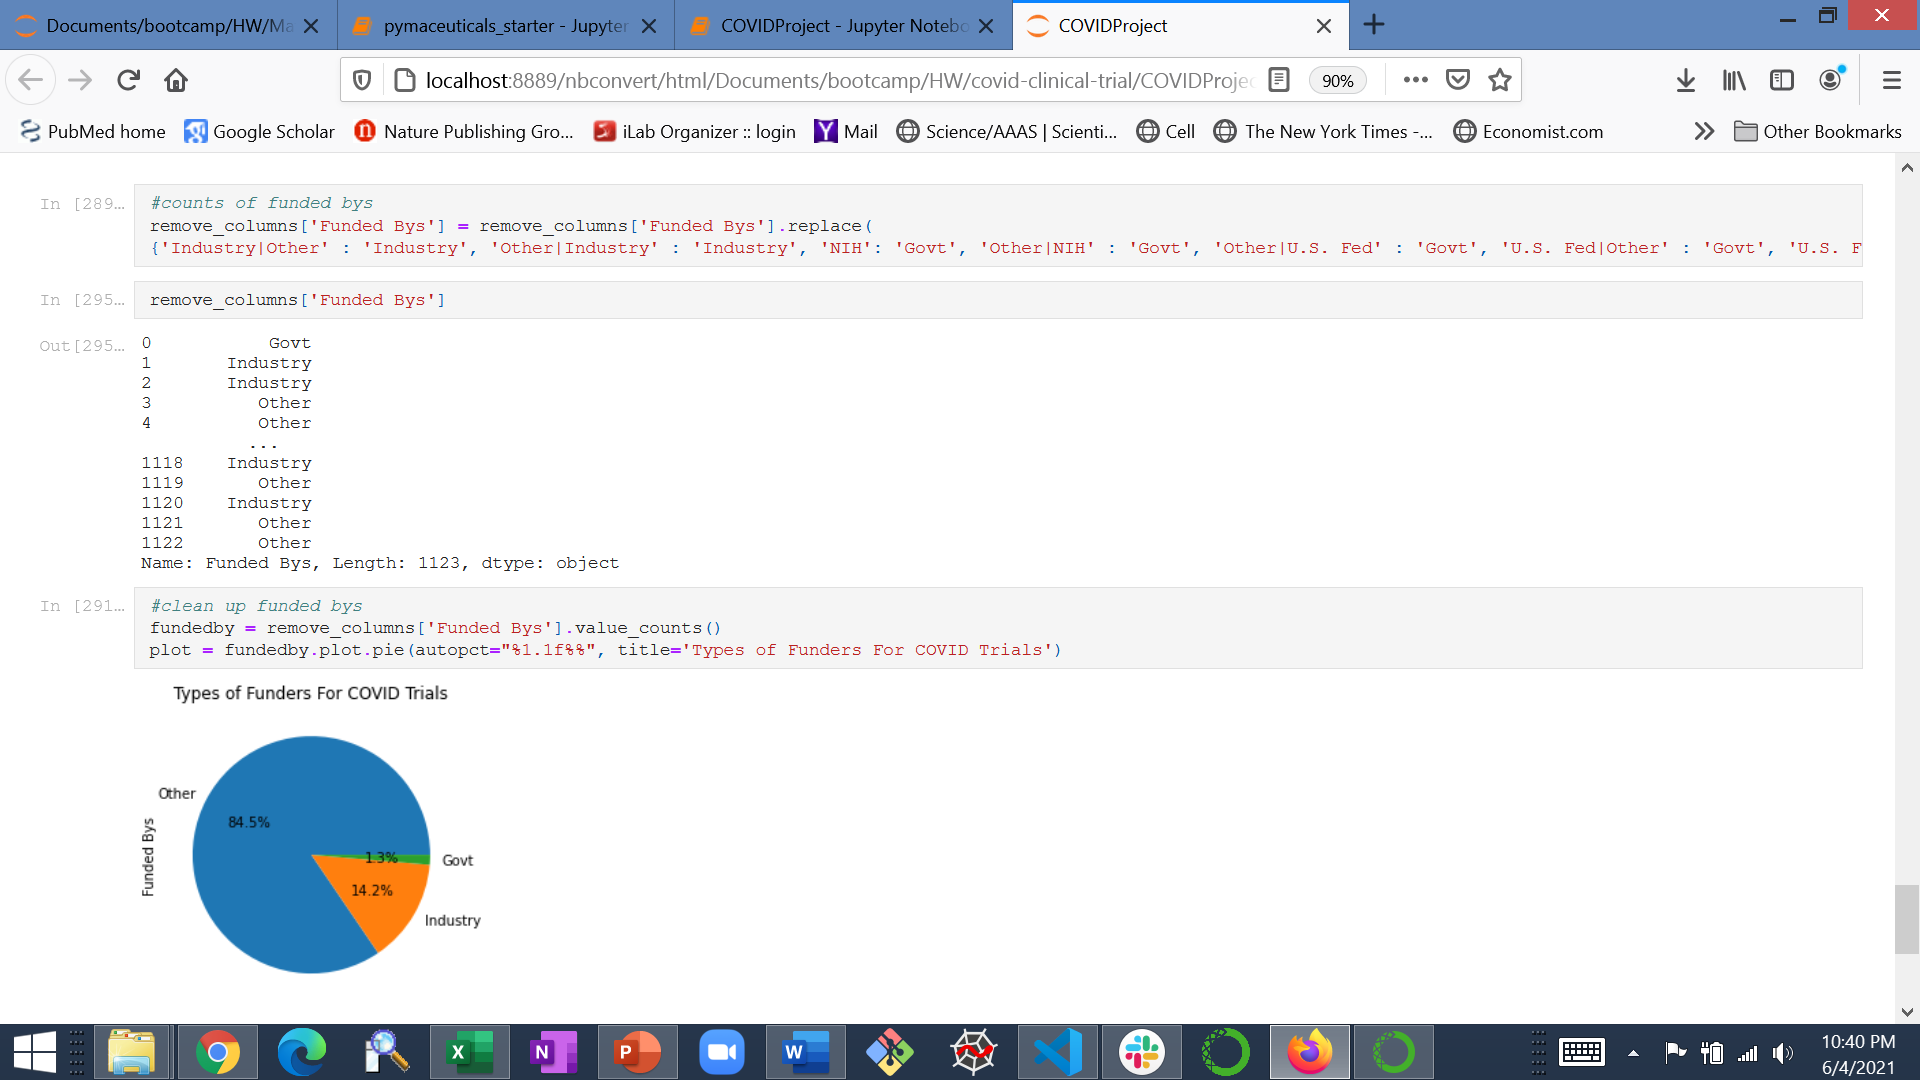 Documents/bootcamp/HW/Ma
pymaceuticals_starter - Jupyter
COVIDProject - Jupyter Notebo
COVIDProject
localhost:8889/nbconvert/html/Documents/bootcamp/HW/covid-clinical-trial/COVIDProjec
90%
PubMed home
Google Scholar
Nature Publishing Gro...
iLab Organizer :: login
Mail
Science/AAAS | Scienti...
Cell
The New York Times -...
Economist.com
Other Bookmarks
In [289…
#counts of funded bys
remove_columns['Funded Bys'] = remove_columns['Funded Bys'].replace(
{'Industry|Other' : 'Industry', 'Other|Industry' : 'Industry', 'NIH': 'Govt', 'Other|NIH' : 'Govt', 'Other|U.S. Fed' : 'Govt', 'U.S. Fed|Other' : 'Govt', 'U.S. F
In [295…
remove_columns['Funded Bys']
Out[295…
0 Govt
1 Industry
2 Industry
3 Other
4 Other
...
1118 Industry
1119 Other
1120 Industry
1121 Other
1122 Other
Name: Funded Bys, Length: 1123, dtype: object
In [291…
#clean up funded bys
fundedby = remove_columns['Funded Bys'].value_counts()
plot = fundedby.plot.pie(autopct="%1.1f%%", title='Types of Funders For COVID Trials')
Types of Funders For COVID Trials
Other
84.5%
Funded Bys
1.3%
Govt
14.2%
Industry
10:40 PM
6/4/2021